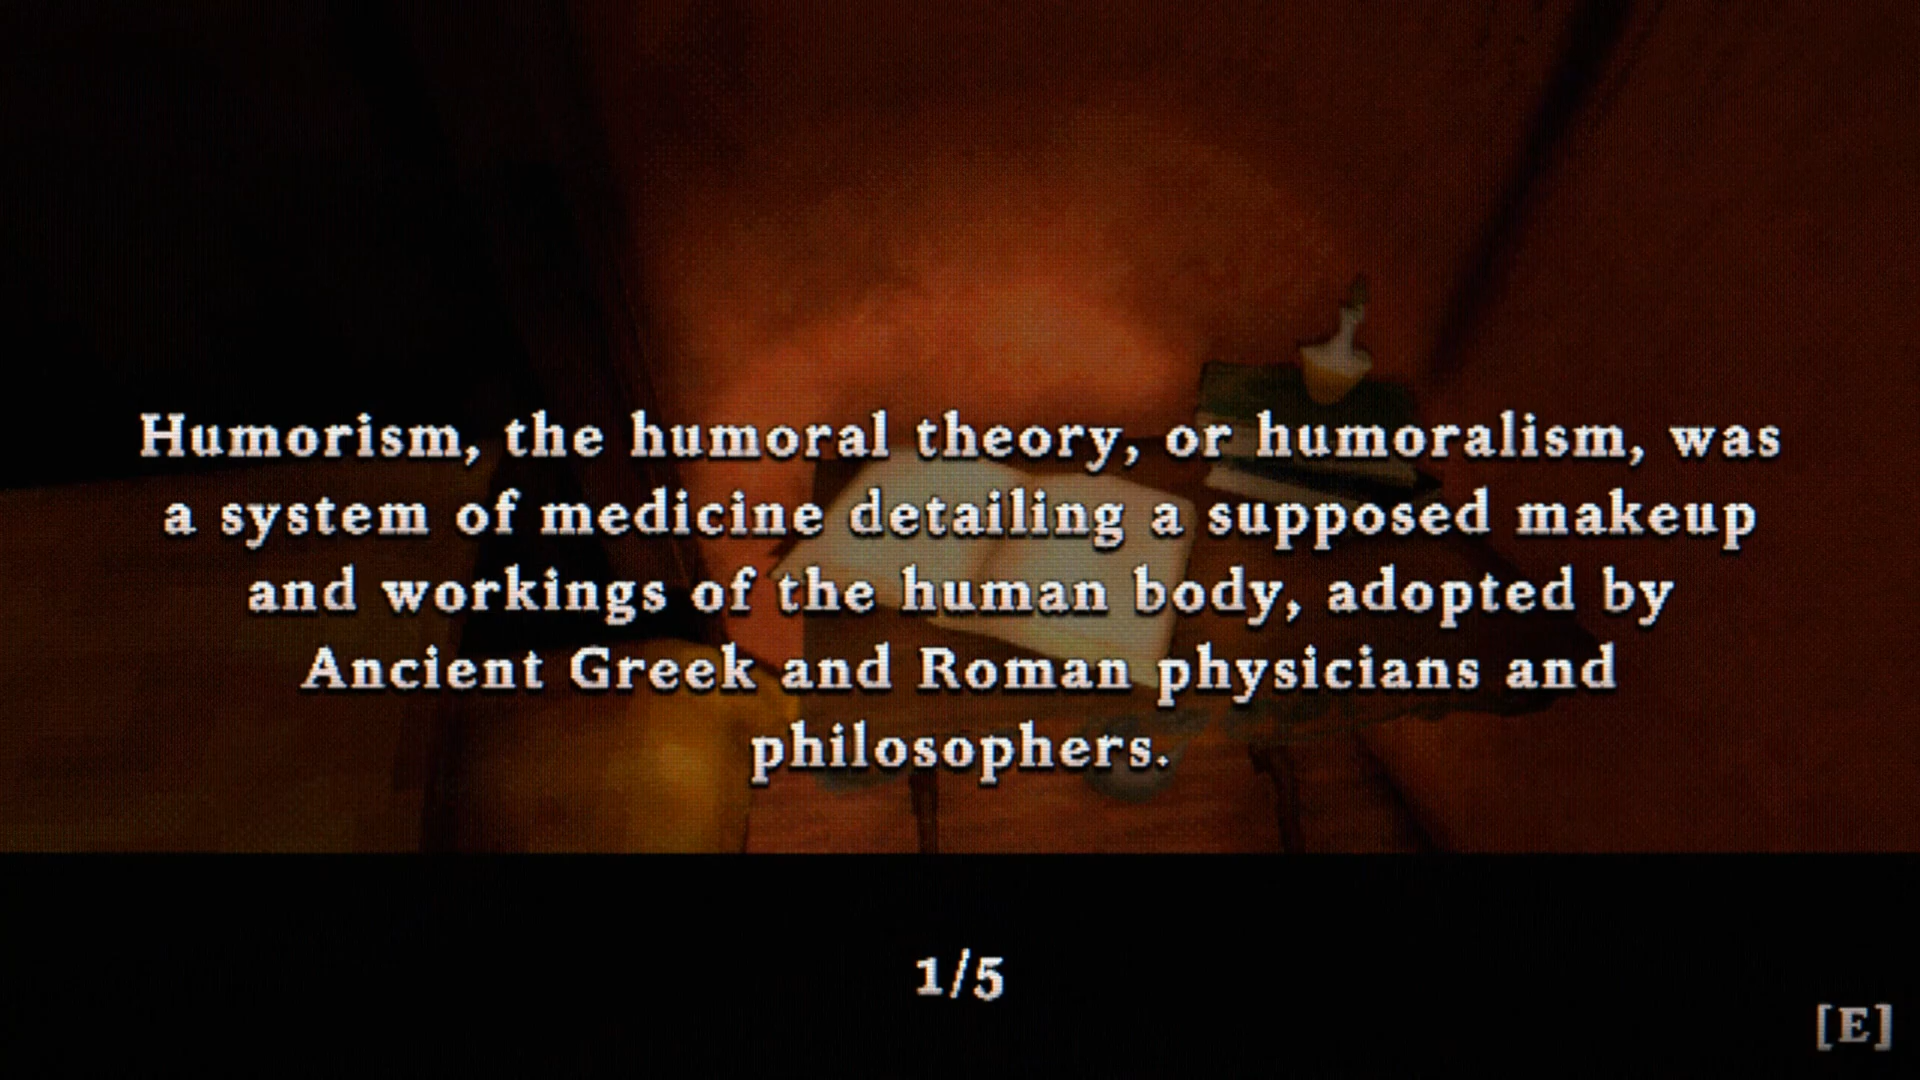 Humorism, the humoral theory, or humoralism, was
a system of medicine detailing a supposed makeup
and workings of the human body, adopted by
Ancient Greek and Roman physicians and
philosophers.
1/5
[E]